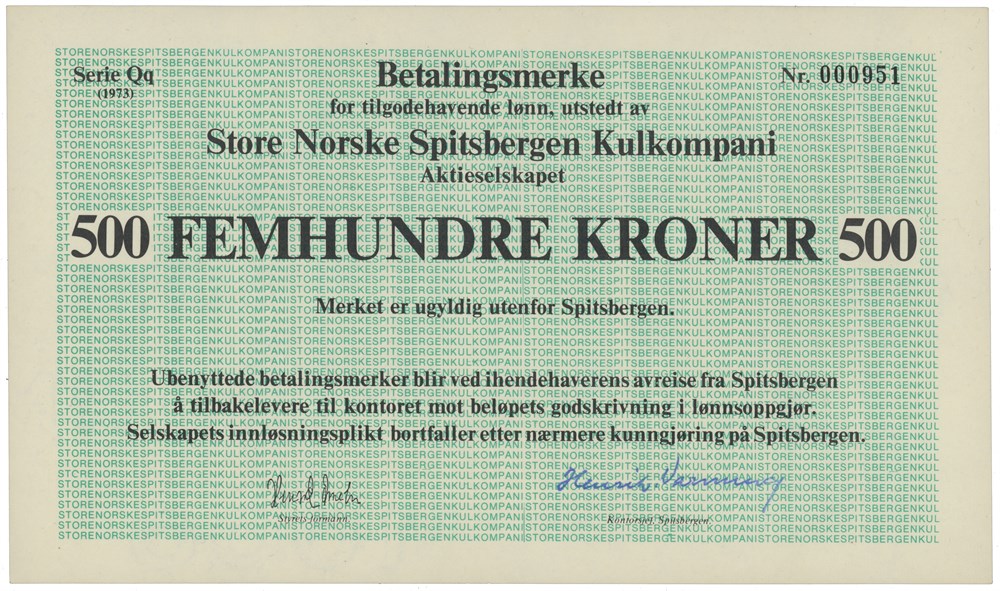 Serie Qq
(1973)
Betalingsmerke
Nr. 000951
for tilgodehavende lønn, utstedt av
Store Norske Spitsbergen Kulkompani
Aktieselskapet
500 FEMHUNDRE KRONER 500
Merket er ugyldig utenfor Spitsbergen.
Ubenyttede betalingsmerker blir ved ihendehaverens avreise fra Spitsbergen
å tilbakelevere til kontoret mot beløpets godskrivning i lønnsoppgjør.
Selskapets innløsningsplikt bortfaller etter nærmere kunngjøring på Spitsbergen.
Henrik Varming
Styrets formann
Kontorsjef, Spitsbergen
STORENORSKESPITSBERGENKULKOMPANISTORENORSKESPITSBERGENKULKOMPANISTORENORSKESPITSBERGENKUL